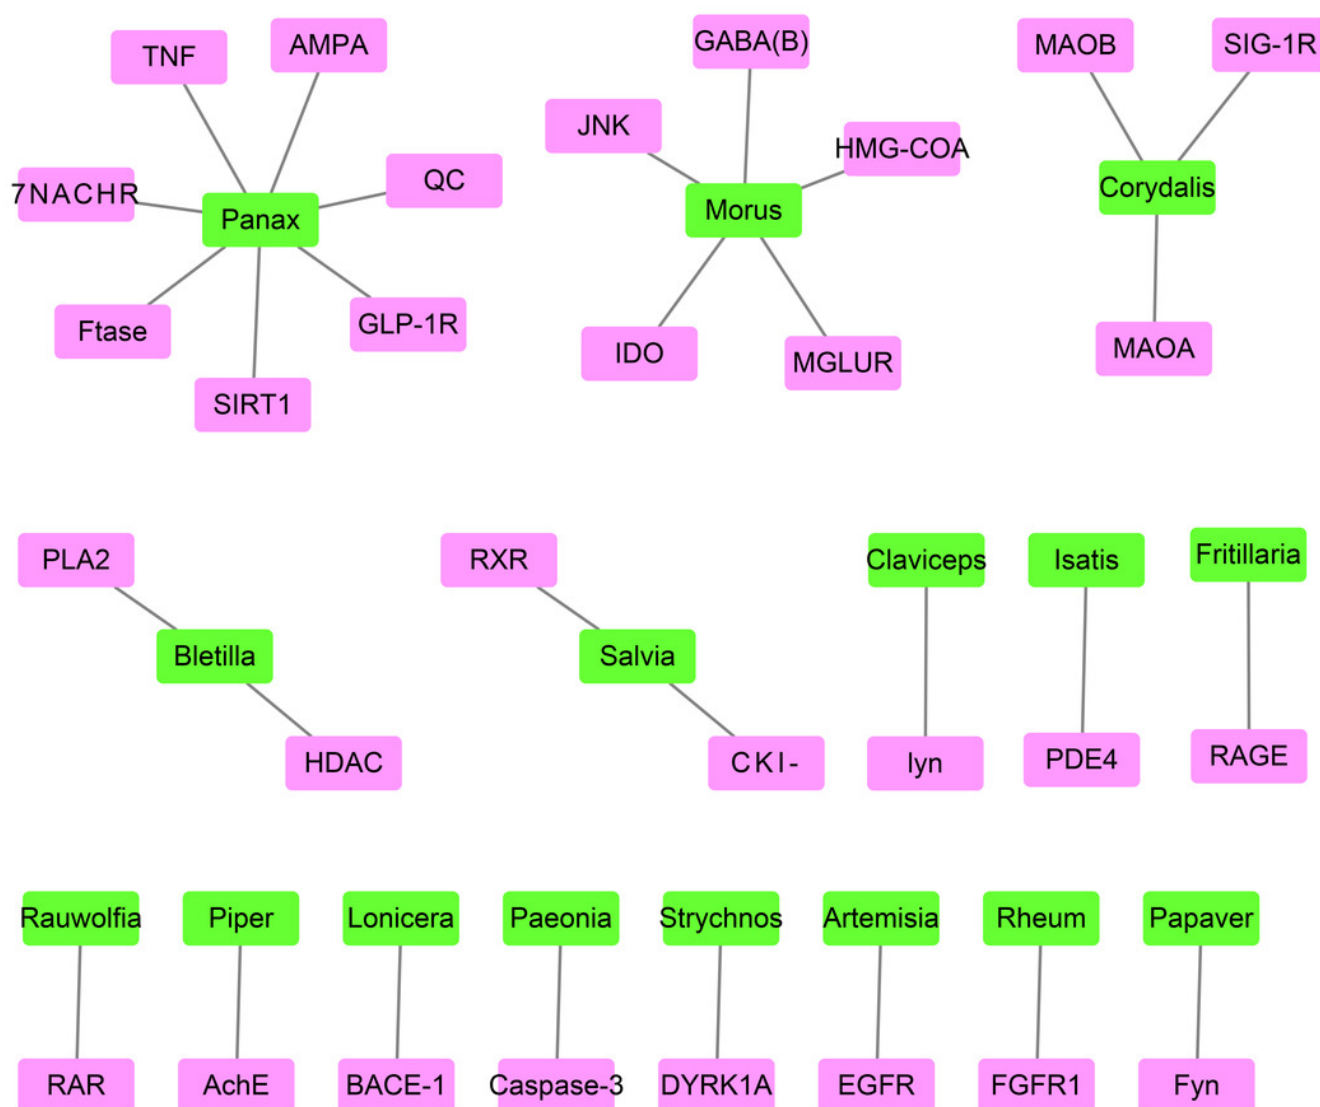 TNF
AMPA
7NACHR
QC
Panax
Ftase
GLP-1R
SIRT1
GABA(B)
JNK
HMG-COA
Morus
IDO
MGLUR
MAOB
SIG-1R
Corydalis
MAOA
PLA2
Bletilla
HDAC
RXR
Salvia
CKI-
Claviceps
lyn
Isatis
PDE4
Fritillaria
RAGE
Rauwolfia
RAR
Piper
AchE
Lonicera
BACE-1
Paeonia
Caspase-3
Strychnos
DYRK1A
Artemisia
EGFR
Rheum
FGFR1
Papaver
Fyn